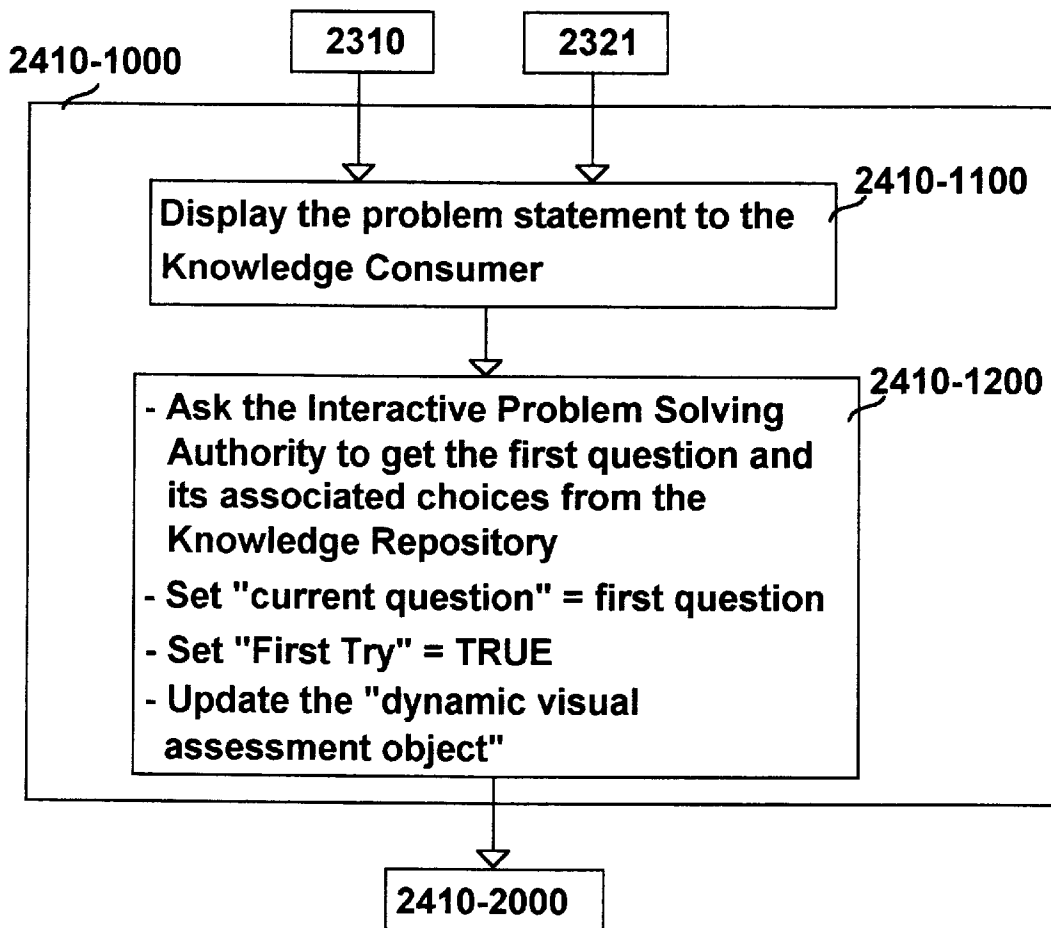 2310
2321
2410-1000
2410-1100
Display the problem statement to the
Knowledge Consumer
2410-1200
- Ask the Interactive Problem Solving
Authority to get the first question and
its associated choices from the
Knowledge Repository
- Set "current question" = first question
- Set "First Try" = TRUE
- Update the "dynamic visual
assessment object"
2410-2000